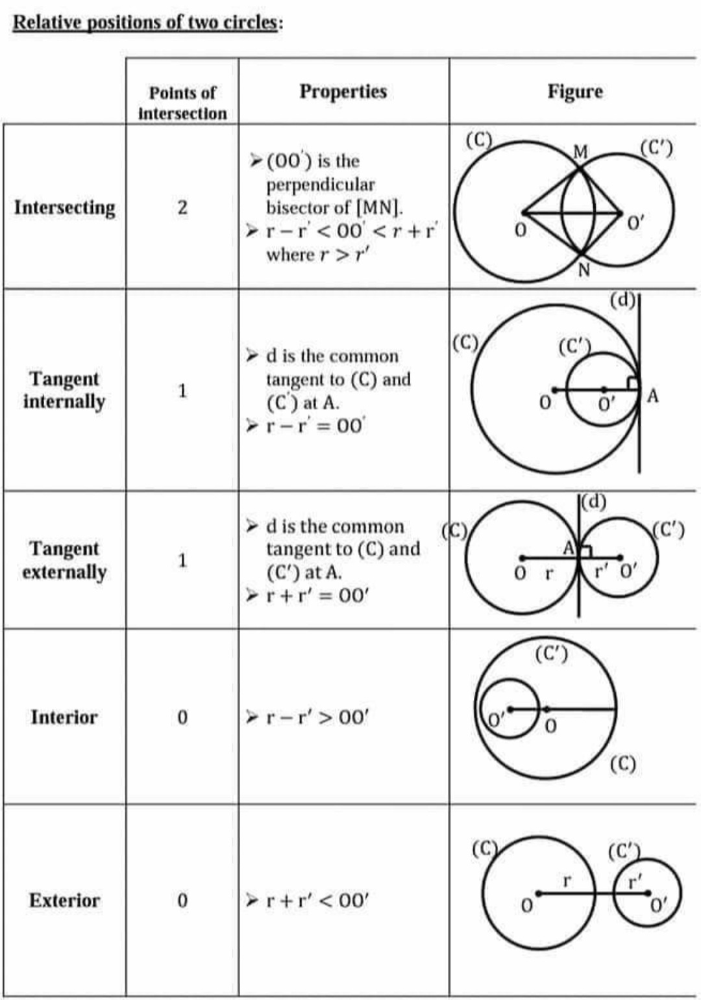 Relative positions of two circles:
Points of intersection
Properties
Figure
Intersecting
2
➤ (OO′) is the
perpendicular
bisector of [MN].
➤ r − r′ < OO′ < r + r′
where r > r′
(C)
M
(C′)
O
O′
N
Tangent
internally
1
➤ d is the common
tangent to (C) and
(C′) at A.
➤ r − r′ = OO′
(d)
(C)
(C′)
O
O′
A
Tangent
externally
1
➤ d is the common
tangent to (C) and
(C′) at A.
➤ r + r′ = OO′
(d)
(C)
(C′)
A
O r r′ O′
Interior
0
➤ r − r′ > OO′
(C′)
O′
O
(C)
Exterior
0
➤ r + r′ < OO′
(C)
(C′)
r
r′
O
O′